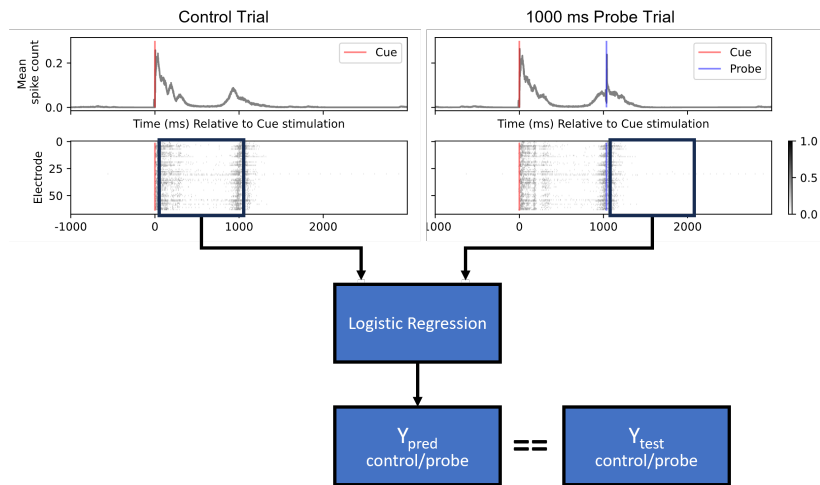 Control Trial
1000 ms Probe Trial
Mean
spike count
0.2
0.0
Cue
Cue
Probe
Time (ms) Relative to Cue stimulation
Time (ms) Relative to Cue stimulation
Electrode
0
25
50
-1000
0
1000
2000
-1000
0
1000
2000
1.0
0.5
0.0
Logistic Regression
Ypred
control/probe
==
Ytest
control/probe